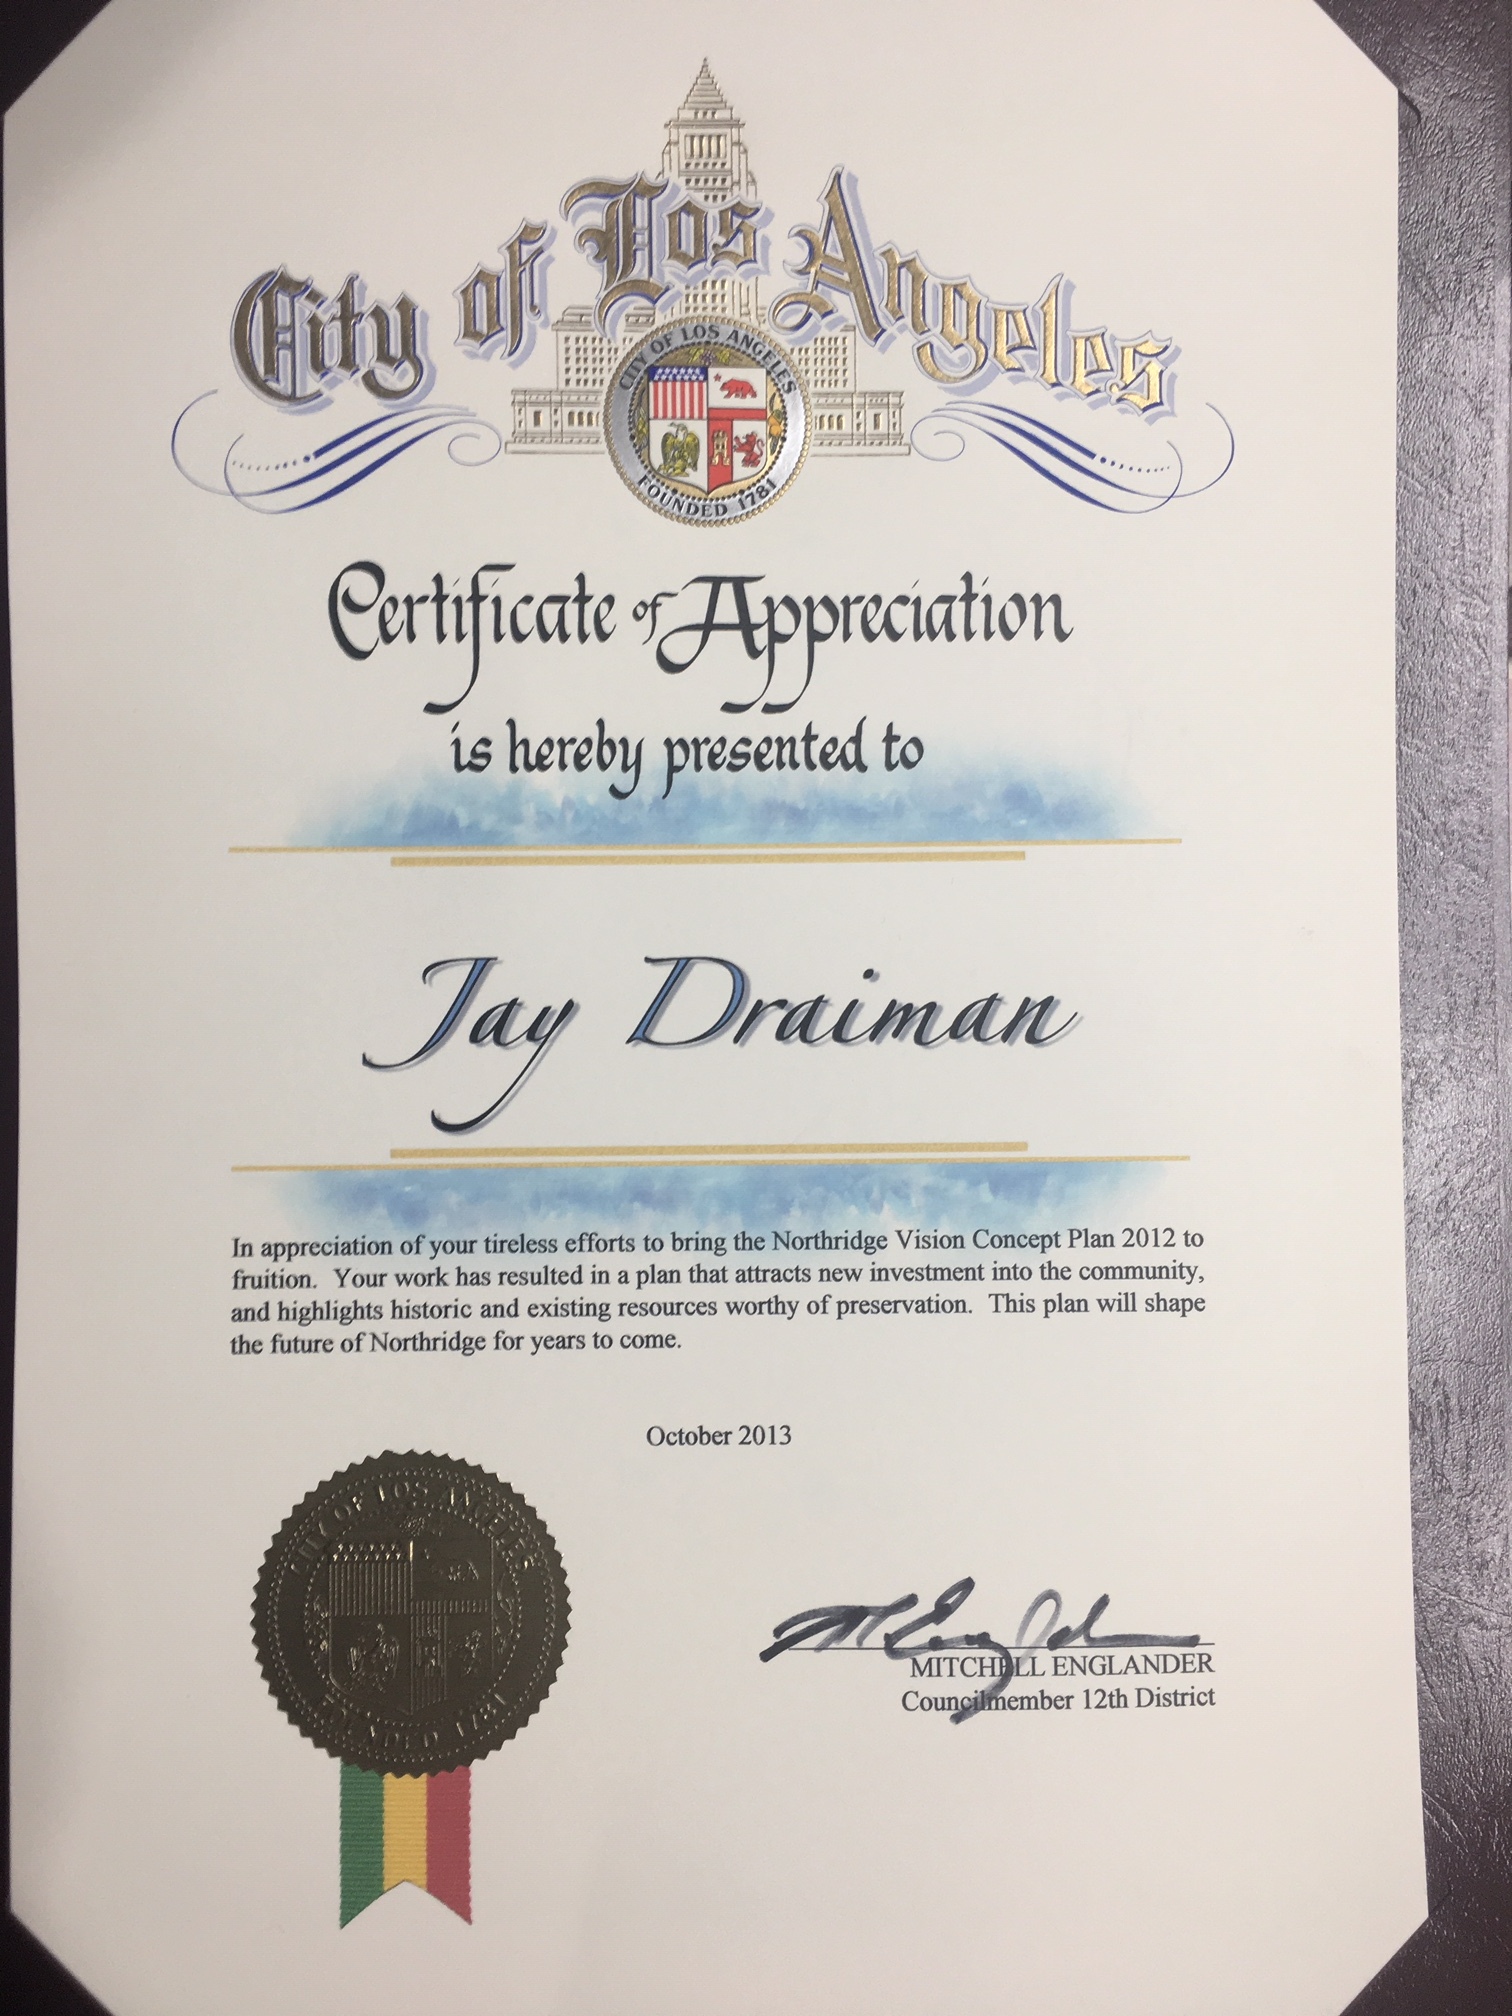 City of Los Angeles
CITY OF LOS ANGELES
FOUNDED 1781
Certificate of Appreciation
is hereby presented to
Jay Draiman
In appreciation of your tireless efforts to bring the Northridge Vision Concept Plan 2012 to
fruition. Your work has resulted in a plan that attracts new investment into the community,
and highlights historic and existing resources worthy of preservation. This plan will shape
the future of Northridge for years to come.
October 2013
CITY OF LOS ANGELES
FOUNDED 1781
M Englander
MITCHELL ENGLANDER
Councilmember 12th District